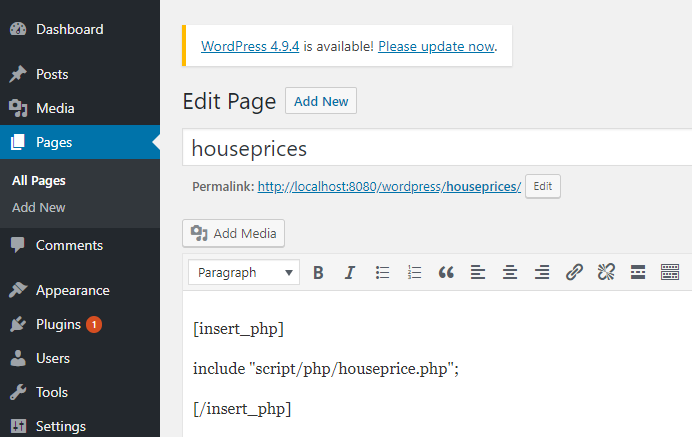 Dashboard
WordPress 4.9.4 is available! Please update now.
Posts
Media
Pages
All Pages
Add New
Comments
Appearance
Plugins 1
Users
Tools
Settings
Edit Page Add New
houseprices
Permalink: http://localhost:8080/wordpress/houseprices/ Edit
Add Media
Paragraph B I
[insert_php]
include "script/php/houseprice.php";
[/insert_php]